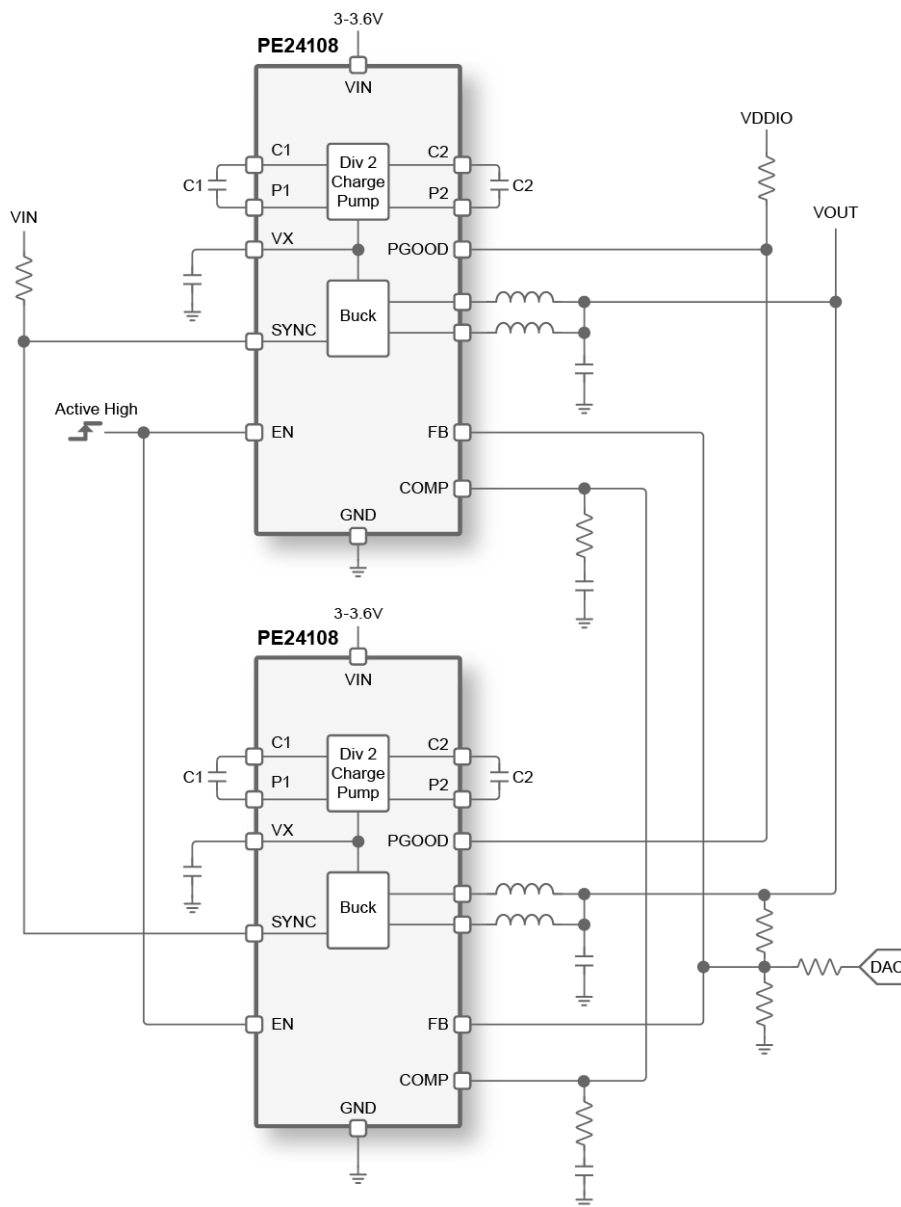 3-3.6V
PE24108
VIN
VDDIO
C1
C2
Div 2
Charge
Pump
C1
C2
P1
P2
VIN
VOUT
VX
PGOOD
Buck
SYNC
Active High
EN
FB
COMP
GND
3-3.6V
PE24108
VIN
C1
C2
Div 2
Charge
Pump
C1
C2
P1
P2
VX
PGOOD
Buck
SYNC
DAC
EN
FB
COMP
GND